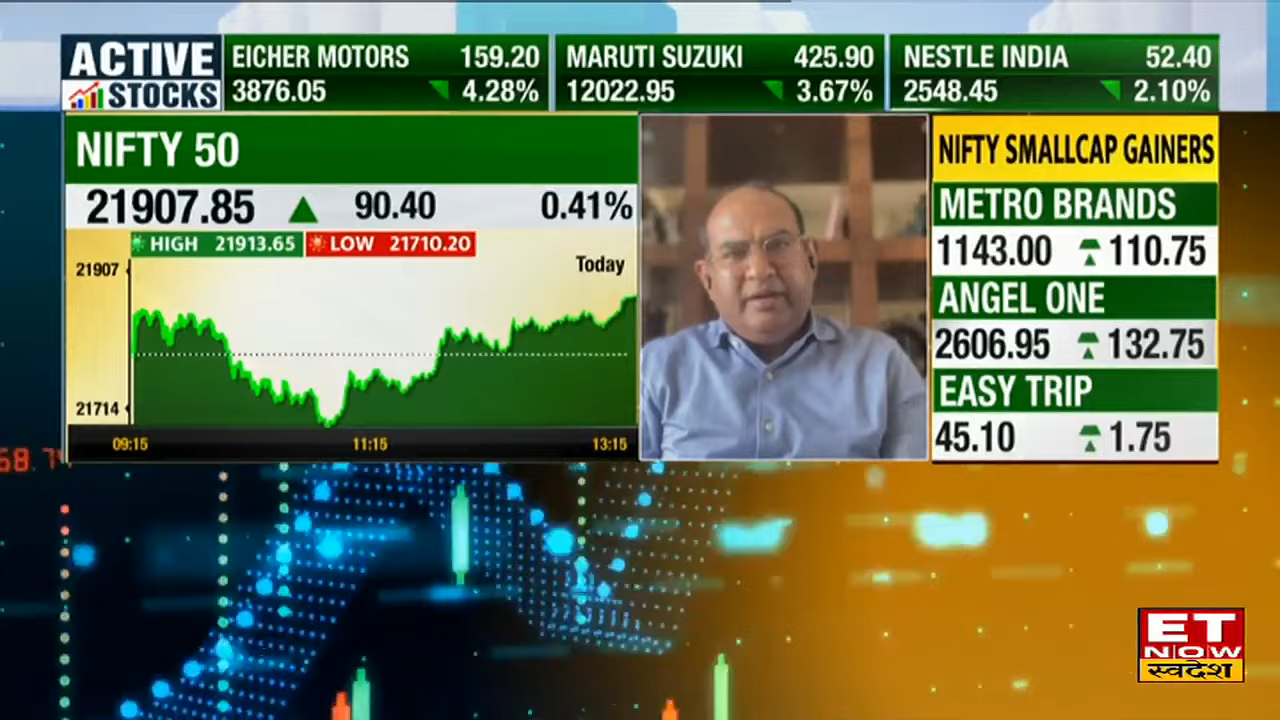 ACTIVE
STOCKS
EICHER MOTORS 159.20
3876.05 4.28%
MARUTI SUZUKI 425.90
12022.95 3.67%
NESTLE INDIA 52.40
2548.45 2.10%
NIFTY 50
21907.85 90.40 0.41%
HIGH 21913.65 LOW 21710.20
Today
21907
21714
09:15 11:15 13:15
NIFTY SMALLCAP GAINERS
METRO BRANDS
1143.00 110.75
ANGEL ONE
2606.95 132.75
EASY TRIP
45.10 1.75
ET
NOW
स्वदेश